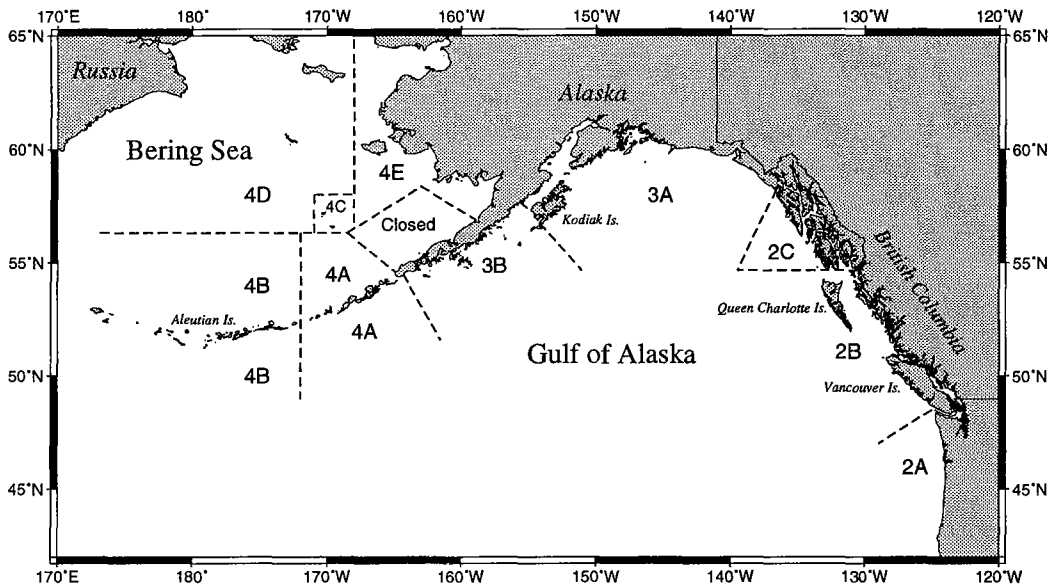 170°E 180° 170°W 160°W 150°W 140°W 130°W 120°W
65°N 65°N
Russia
Alaska
60°N 60°N
Bering Sea
4E
4D
3A
4C
Closed
Kodiak Is.
British Columbia
2C
3B
55°N 55°N
4A
4B
Queen Charlotte Is.
Aleutian Is.
4A
Gulf of Alaska
2B
4B
50°N 50°N
Vancouver Is.
2A
45°N 45°N
170°E 180° 170°W 160°W 150°W 140°W 130°W 120°W